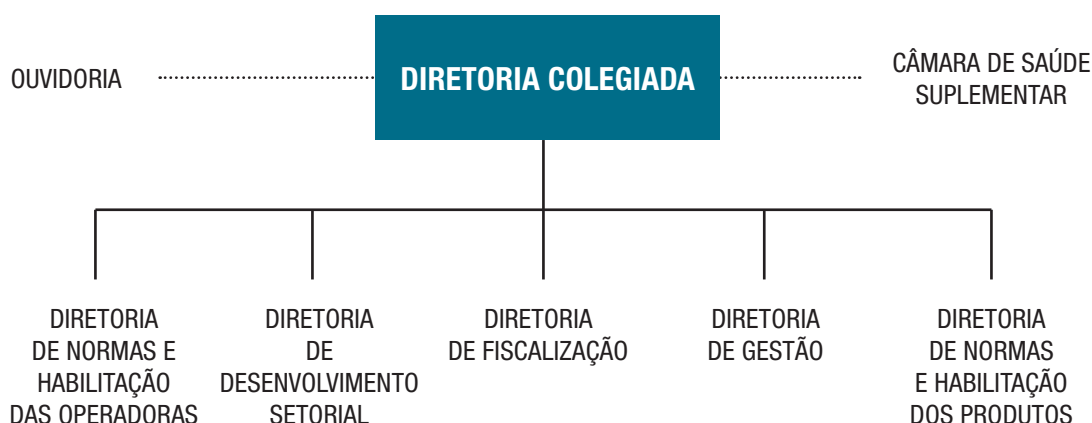 OUVIDORIA
DIRETORIA COLEGIADA
CÂMARA DE SAÚDE
SUPLEMENTAR
DIRETORIA
DE NORMAS E
HABILITAÇÃO
DAS OPERADORAS
DIRETORIA
DE
DESENVOLVIMENTO
SETORIAL
DIRETORIA
DE FISCALIZAÇÃO
DIRETORIA
DE GESTÃO
DIRETORIA
DE NORMAS
E HABILITAÇÃO
DOS PRODUTOS